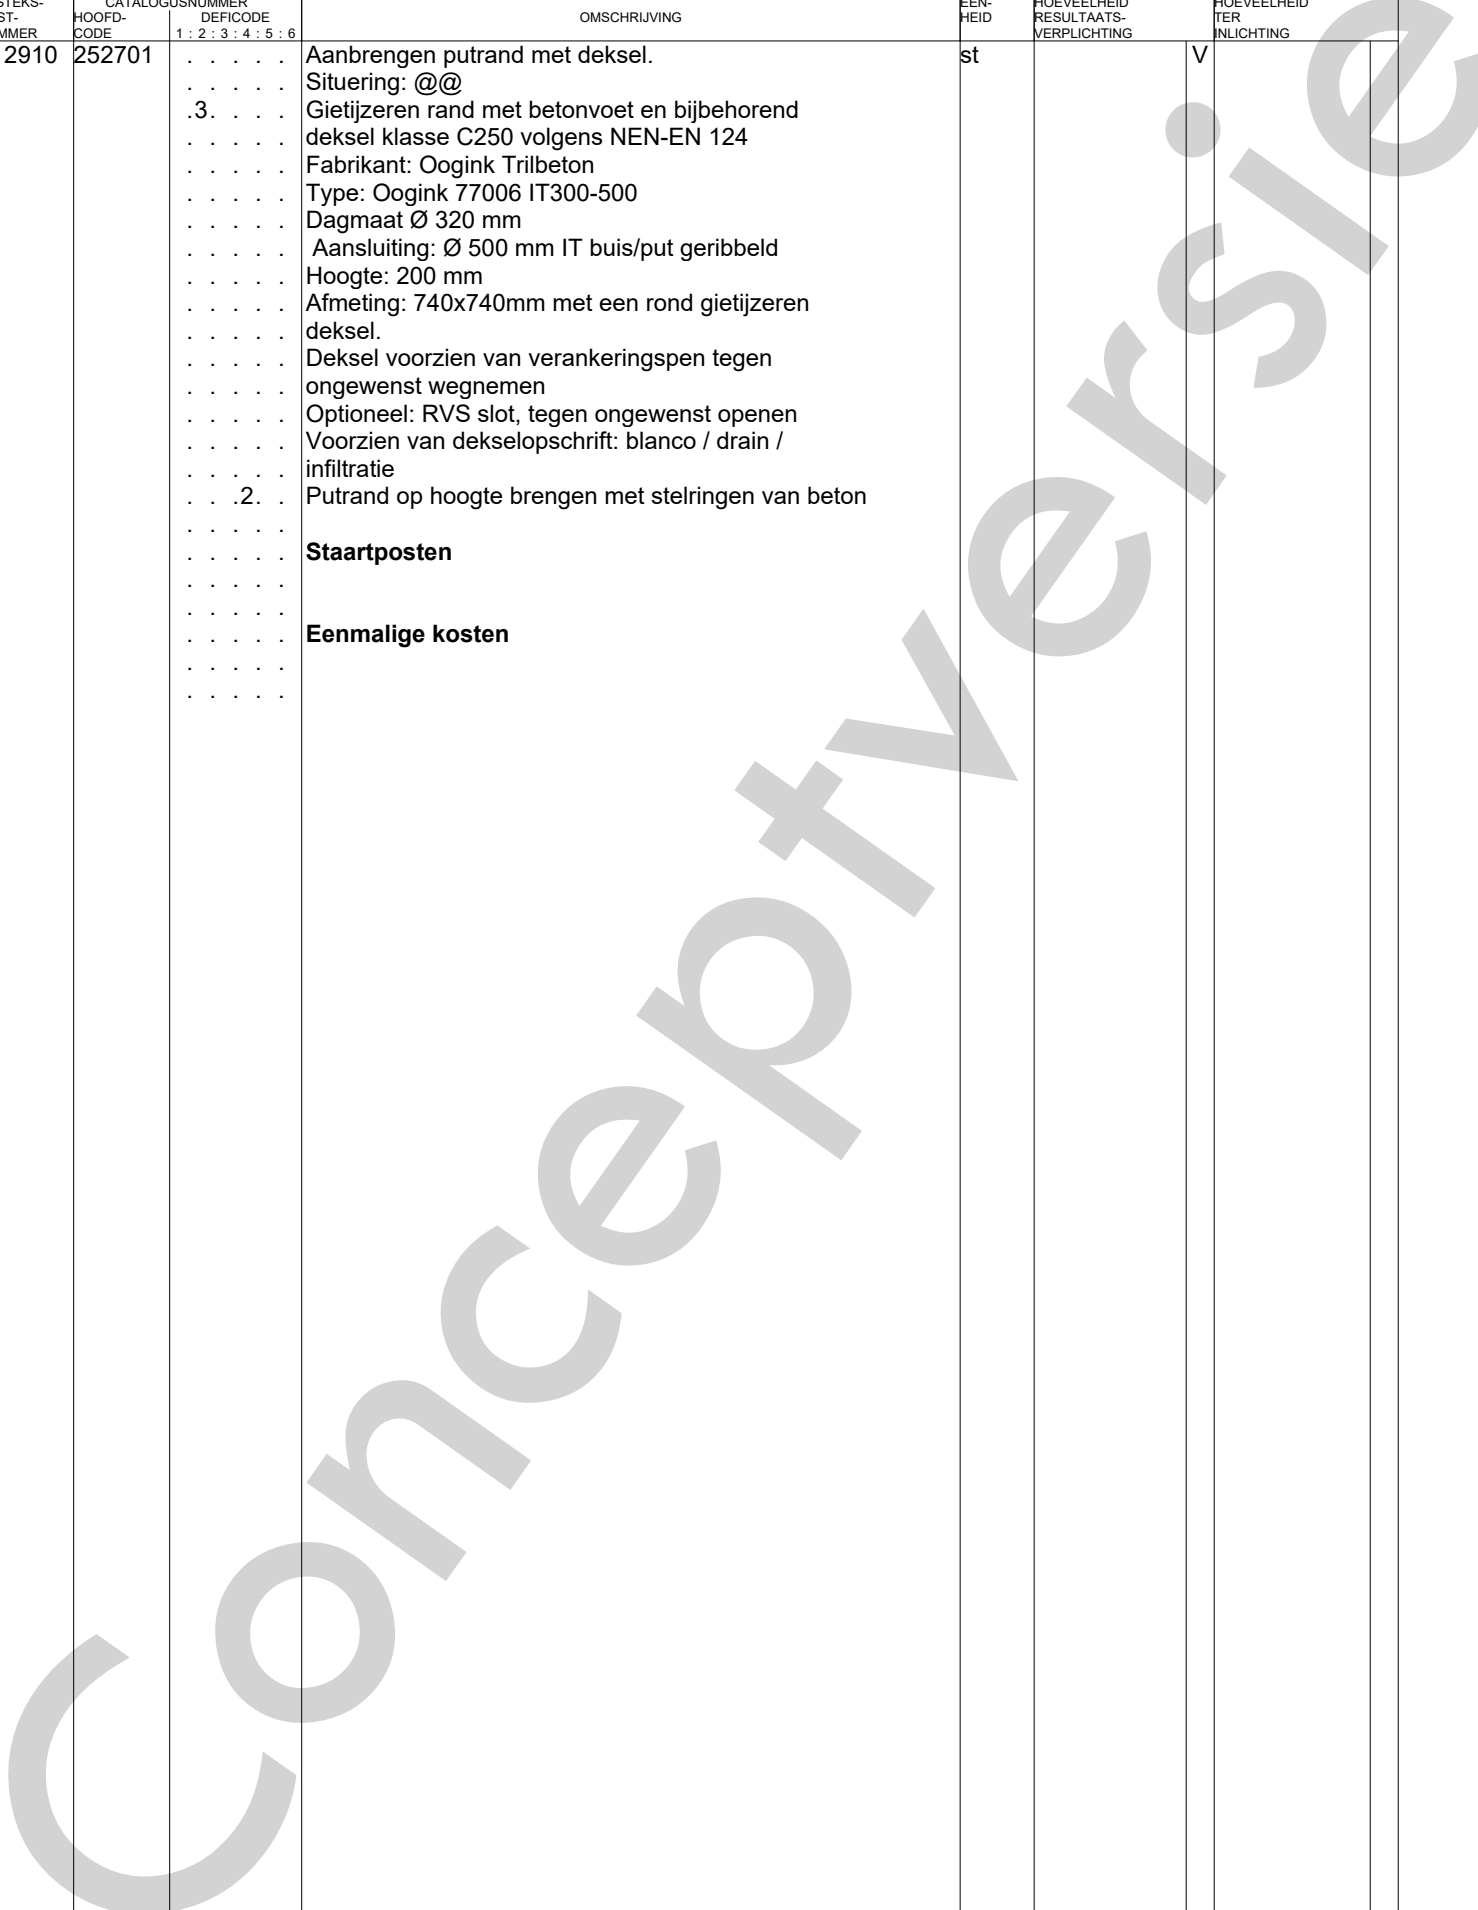 STEKS- CATALOGUSNUMMER EEN- HOEVEELHEID HOEVEELHEID
ST- HOOFD- DEFICODE OMSCHRIJVING HEID RESULTAATS- TER
MMER CODE 1 : 2 : 3 : 4 : 5 : 6 VERPLICHTING INLICHTING
2910 252701 . . . . . Aanbrengen putrand met deksel. st V
. . . . . Situering: @@
.3. . . . Gietijzeren rand met betonvoet en bijbehorend
. . . . . deksel klasse C250 volgens NEN-EN 124
. . . . . Fabrikant: Oogink Trilbeton
. . . . . Type: Oogink 77006 IT300-500
. . . . . Dagmaat Ø 320 mm
. . . . . Aansluiting: Ø 500 mm IT buis/put geribbeld
. . . . . Hoogte: 200 mm
. . . . . Afmeting: 740x740mm met een rond gietijzeren
. . . . . deksel.
. . . . . Deksel voorzien van verankeringspen tegen
. . . . . ongewenst wegnemen
. . . . . Optioneel: RVS slot, tegen ongewenst openen
. . . . . Voorzien van dekselopschrift: blanco / drain /
. . . . . infiltratie
. . .2. . Putrand op hoogte brengen met stelringen van beton
. . . . .
. . . . . Staartposten
. . . . .
. . . . .
. . . . . Eenmalige kosten
. . . . .
. . . . .
Conceptversie